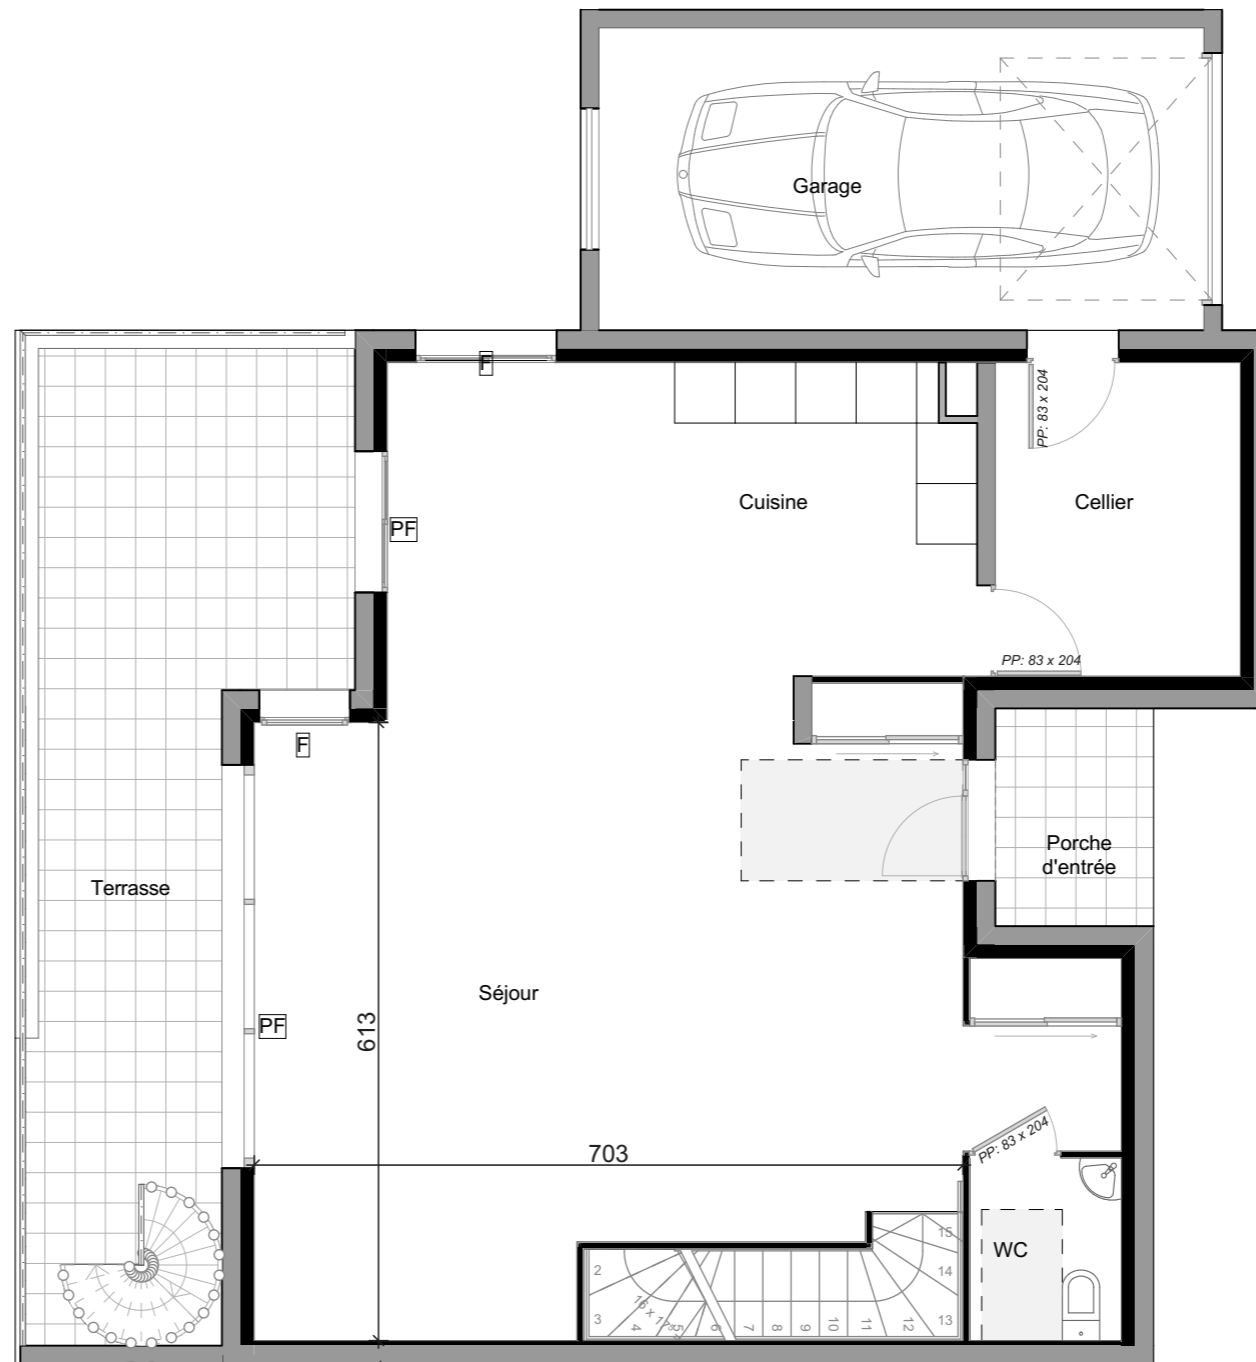 Garage
F
PP: 83 x 204
PF
Cuisine
Cellier
PP: 83 x 204
F
Porche
d'entrée
Terrasse
Séjour
PF
613
703
PP: 83 x 204
WC
2
3
4
5
6
7
8
9
10
11
12
13
14
15